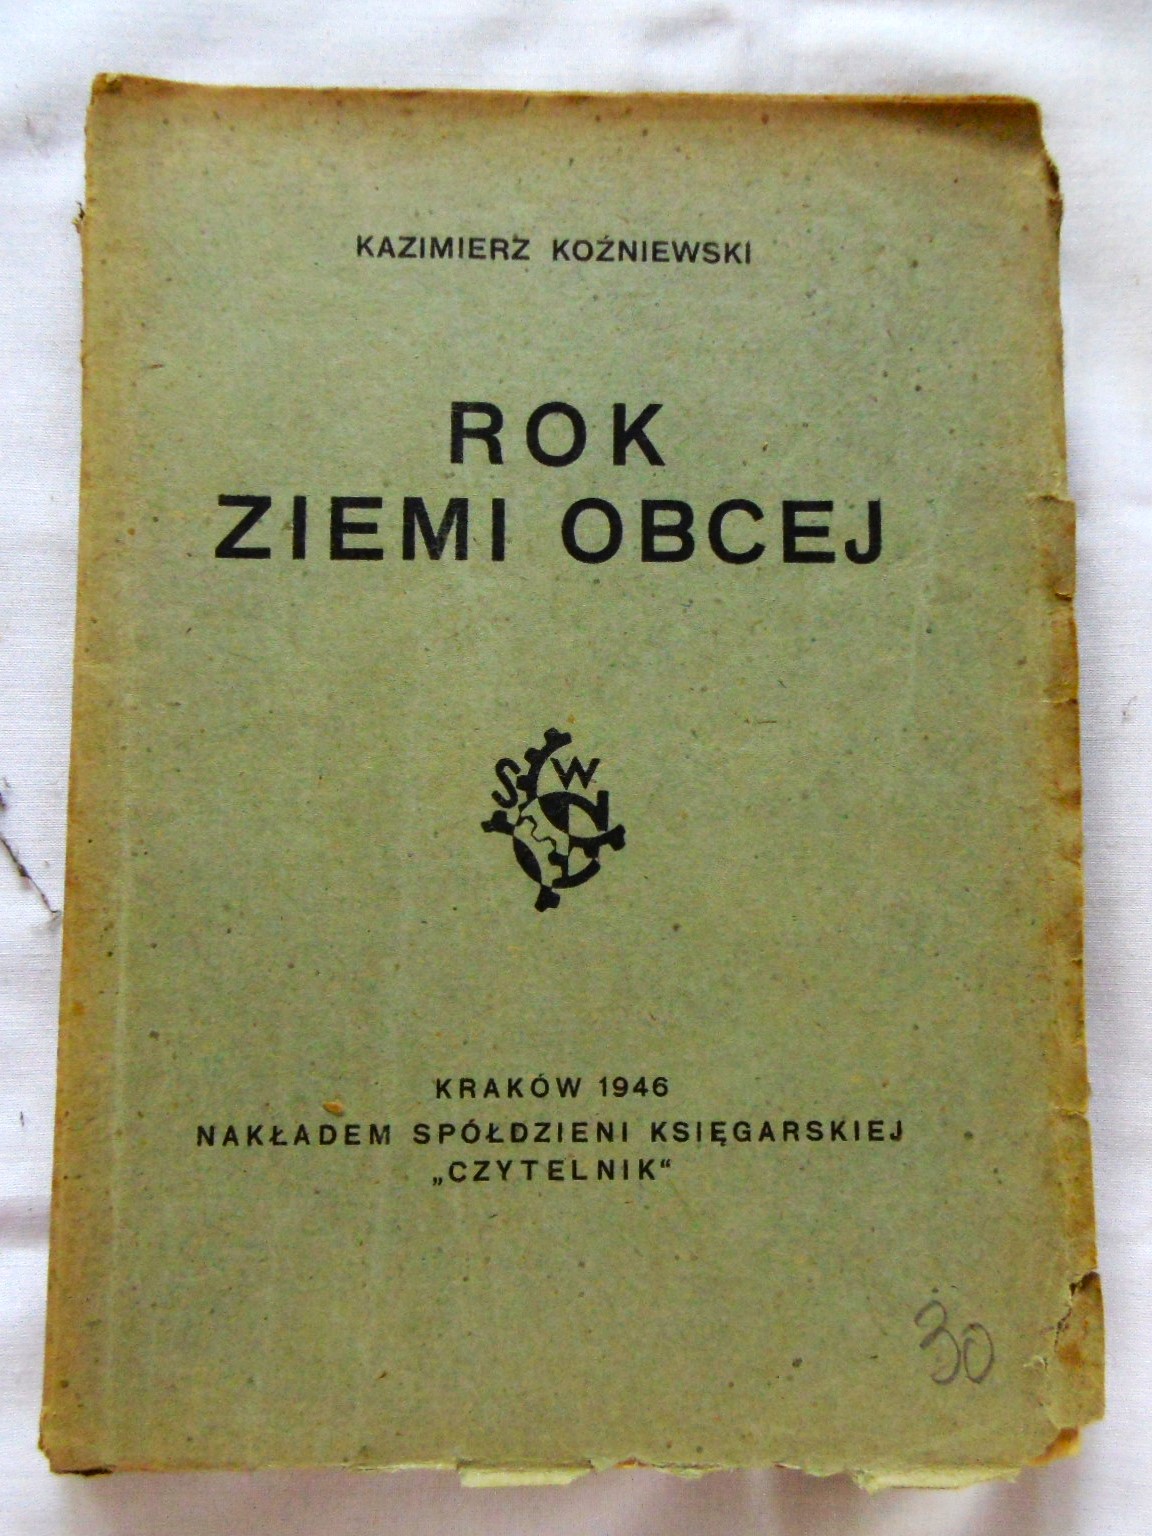 KAZIMIERZ KOŹNIEWSKI
ROK
ZIEMI OBCEJ
S W
KRAKÓW 1946
NAKŁADEM SPÓŁDZIENI KSIĘGARSKIEJ
„CZYTELNIK“
30